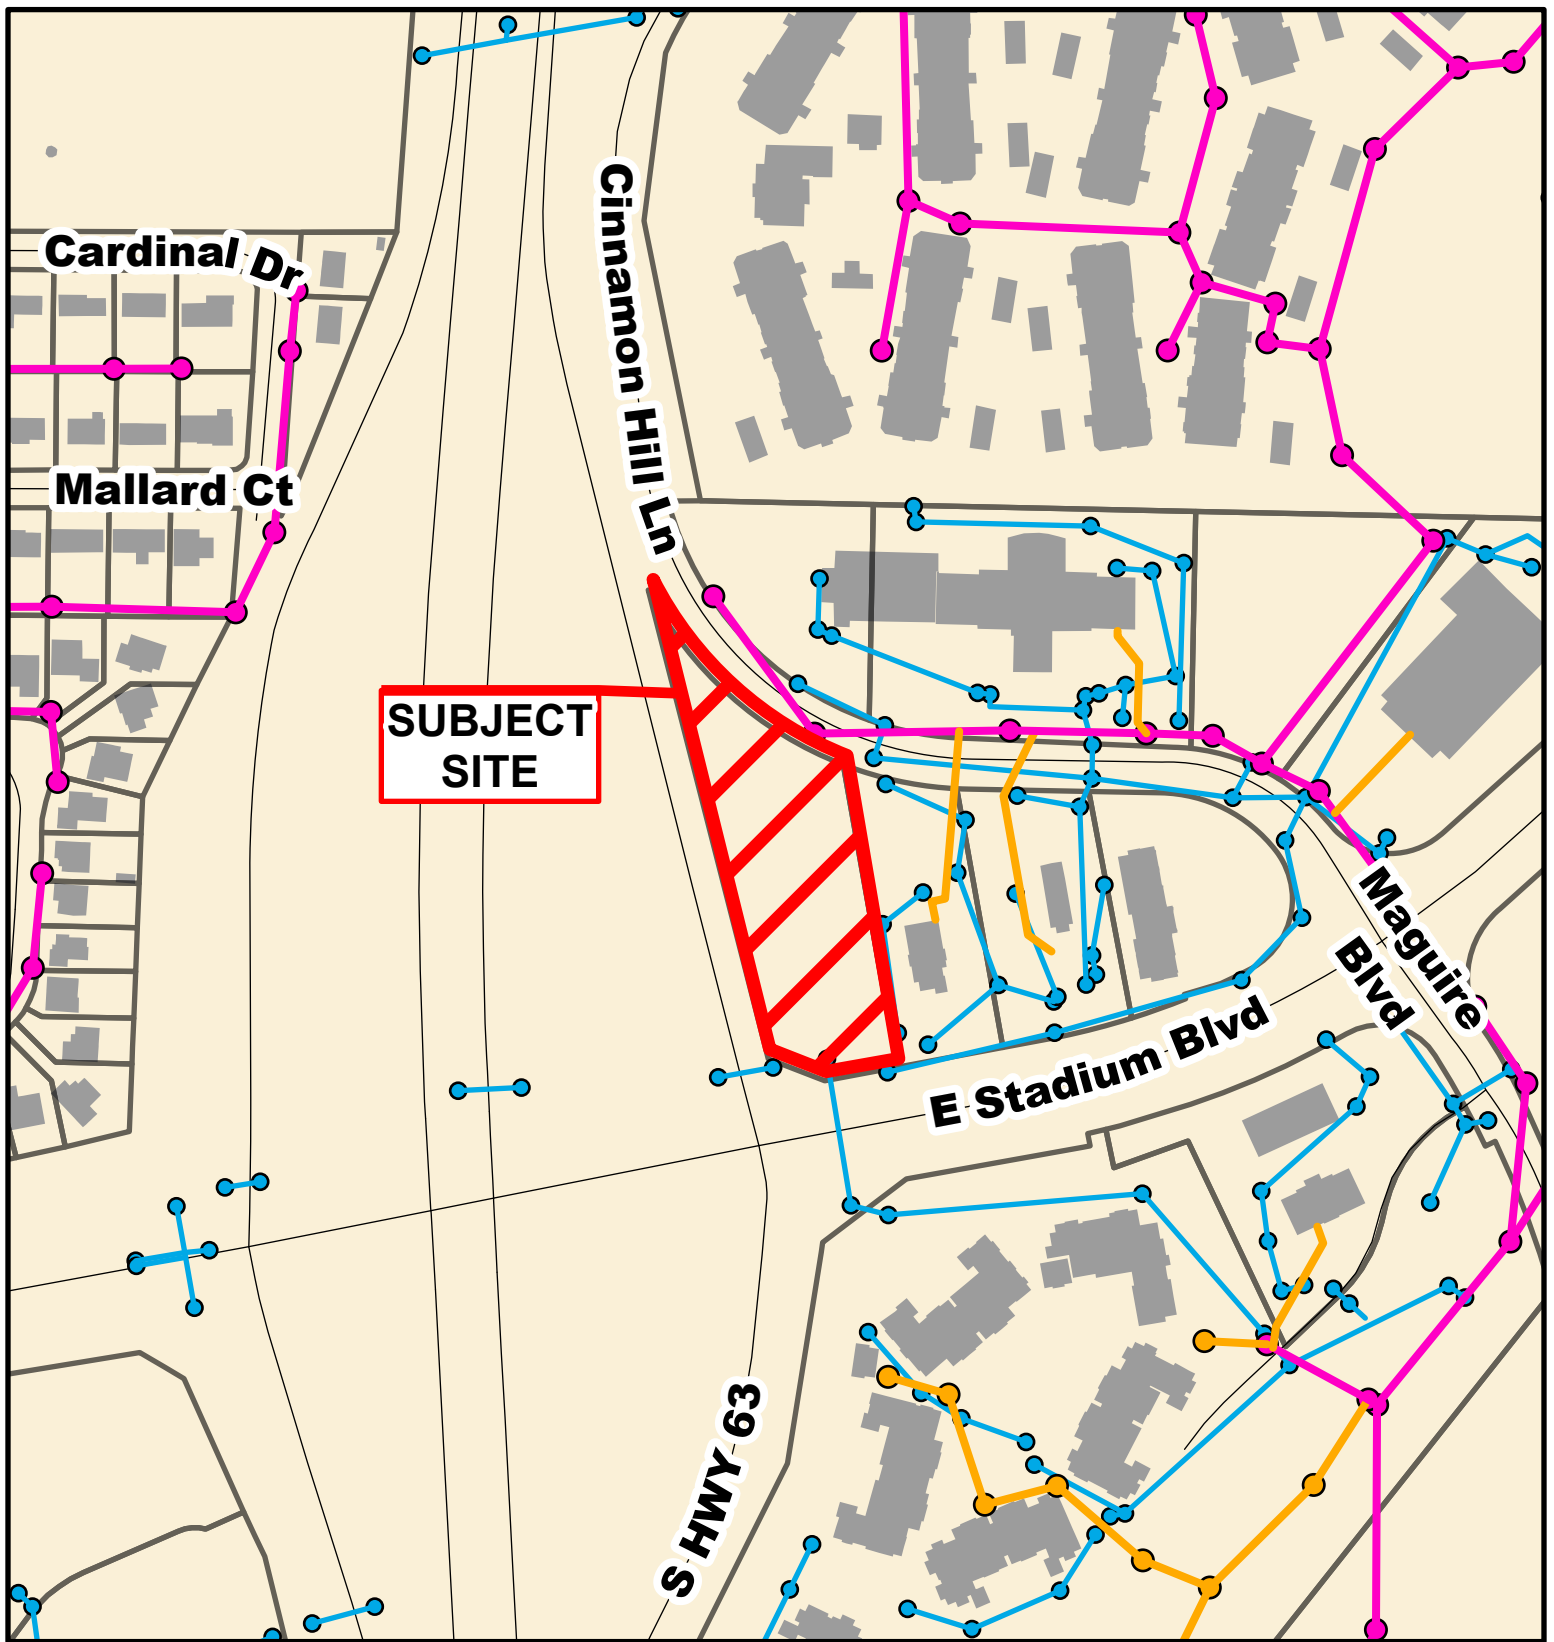 Cinnamon Hill Ln
Cardinal Dr
Mallard Ct
SUBJECT
SITE
Maguire
Blvd
E Stadium Blvd
S HWY 63